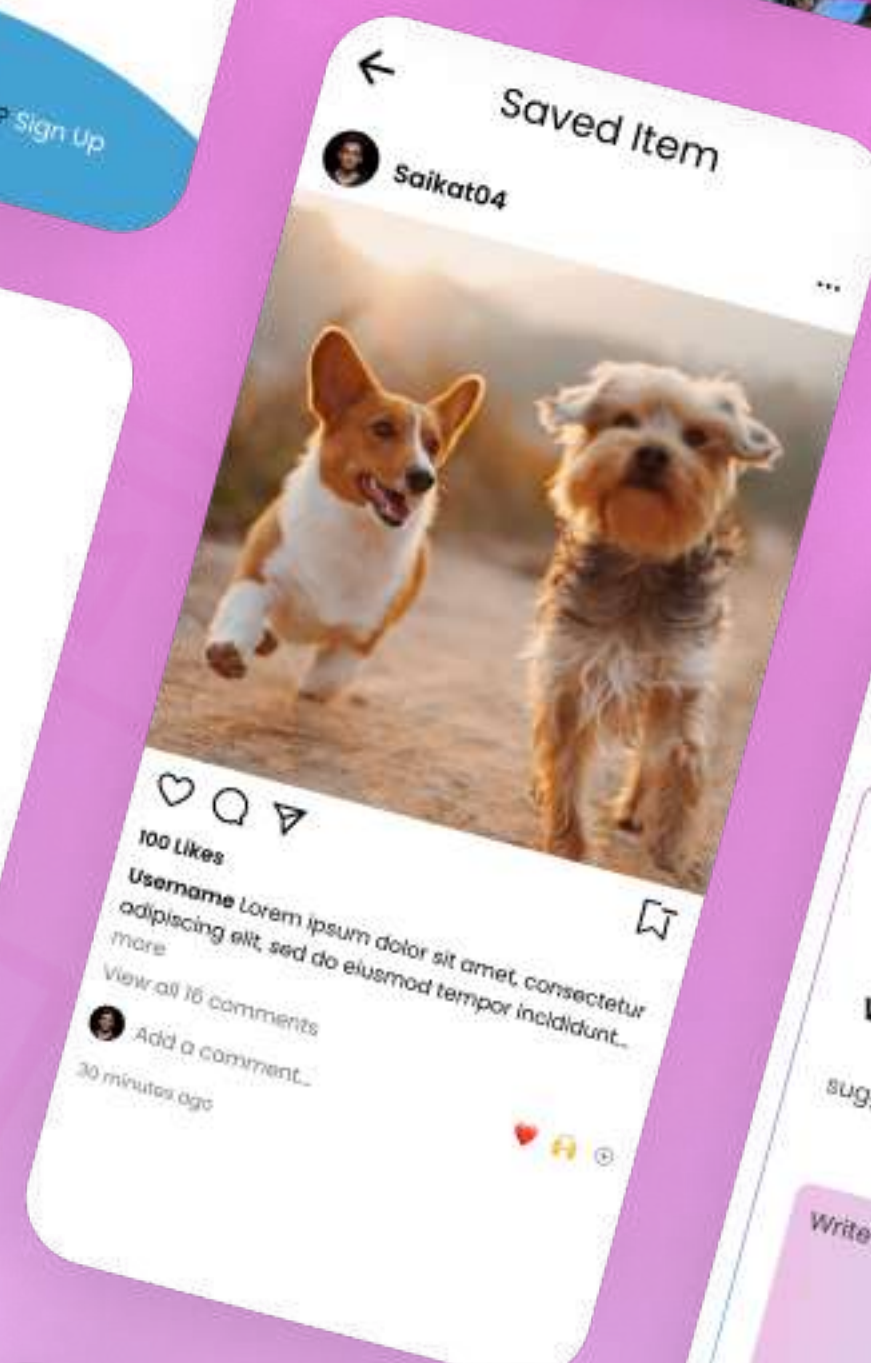 ? Sign Up
Saved Item
Saikat04
...
100 Likes
Username Lorem ipsum dolor sit amet, consectetur
adipiscing elit, sed do eiusmod tempor incididunt...
more
View all 16 comments
Add a comment...
30 minutes ago
Write